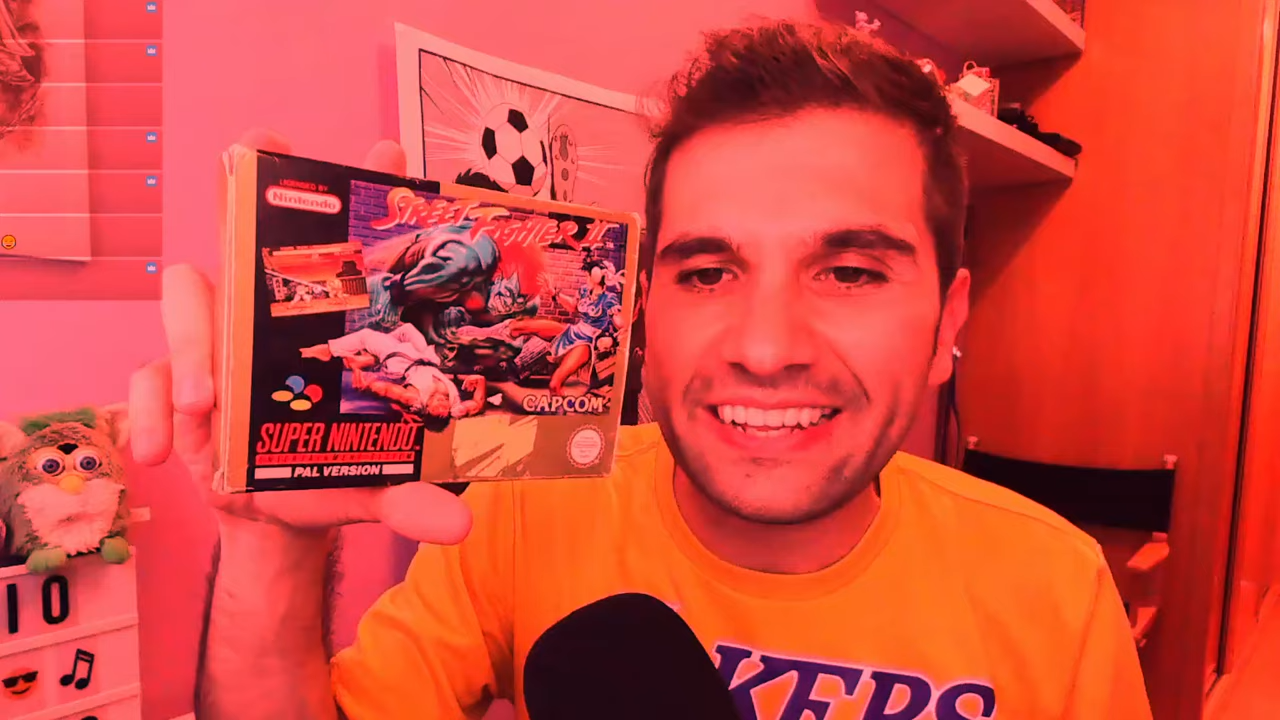 LICENSED BY
Nintendo
STREET FIGHTER II
CAPCOM
SUPER NINTENDO
ENTERTAINMENT SYSTEM
PAL VERSION
10
KERS